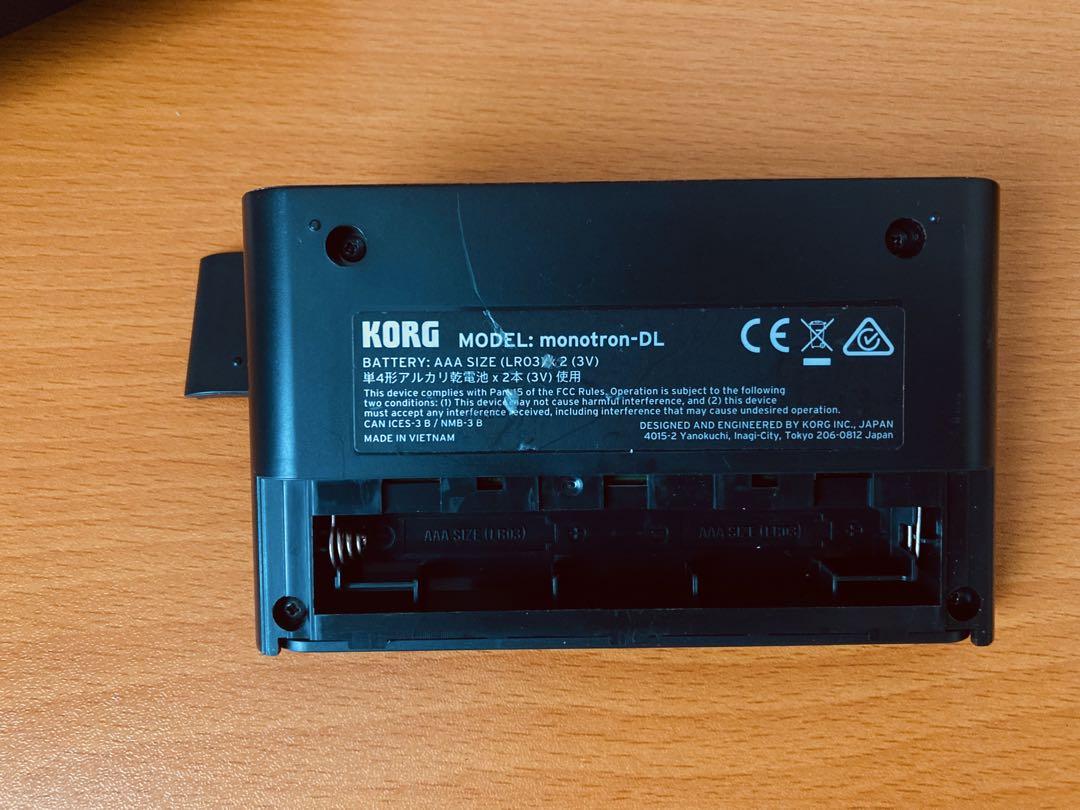 KORG MODEL: monotron-DL
BATTERY: AAA SIZE (LR03) x 2 (3V)
単4形アルカリ乾電池 x 2本 (3V) 使用
This device complies with Part 15 of the FCC Rules. Operation is subject to the following
two conditions: (1) This device may not cause harmful interference, and (2) this device
must accept any interference received, including interference that may cause undesired operation.
CAN ICES-3 B / NMB-3 B
MADE IN VIETNAM
DESIGNED AND ENGINEERED BY KORG INC., JAPAN
4015-2 Yanokuchi, Inagi-City, Tokyo 206-0812 Japan
CE
AAA SIZE (LR03) + - AAA SIZE (LR03) +